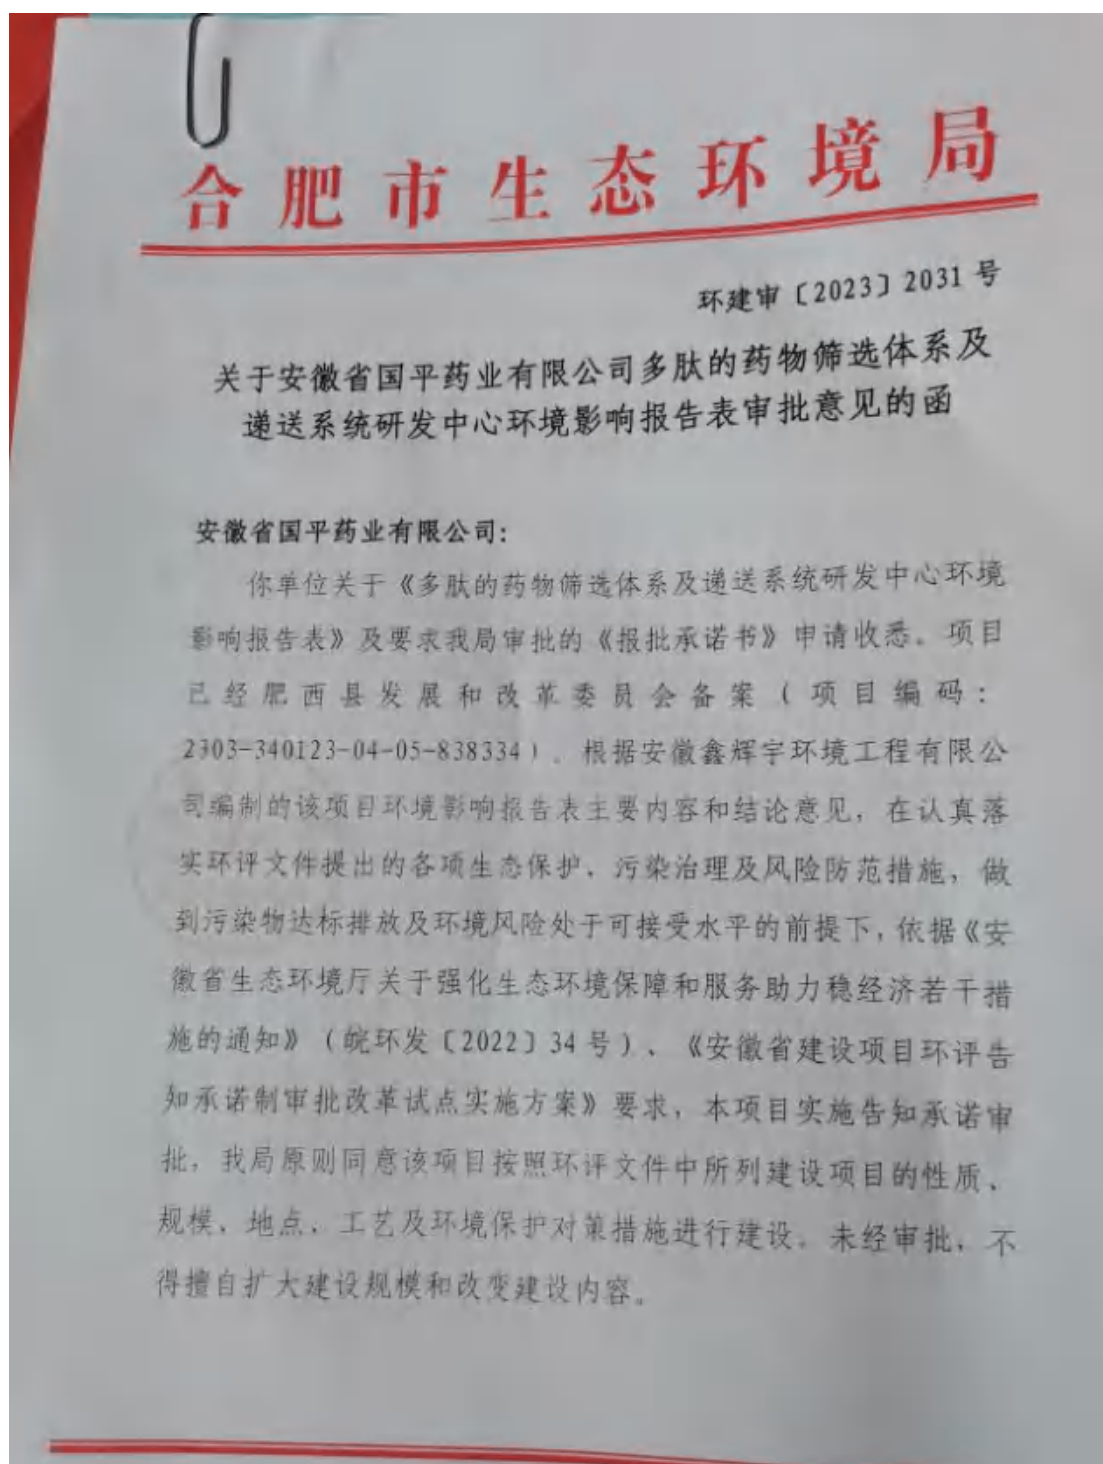 合肥市生态环境局
环建审〔2023〕2031号
关于安徽省国平药业有限公司多肽的药物筛选体系及
递送系统研发中心环境影响报告表审批意见的函
安徽省国平药业有限公司：
你单位关于《多肽的药物筛选体系及递送系统研发中心环境
影响报告表》及要求我局审批的《报批承诺书》申请收悉。项目
已经肥西县发展和改革委员会备案（项目编码：
2303-340123-04-05-838334）。根据安徽鑫辉宇环境工程有限公
司编制的该项目环境影响报告表主要内容和结论意见，在认真落
实环评文件提出的各项生态保护、污染治理及风险防范措施，做
到污染物达标排放及环境风险处于可接受水平的前提下，依据《安
徽省生态环境厅关于强化生态环境保障和服务助力稳经济若干措
施的通知》（皖环发〔2022〕34号）、《安徽省建设项目环评告
知承诺制审批改革试点实施方案》要求，本项目实施告知承诺审
批，我局原则同意该项目按照环评文件中所列建设项目的性质、
规模、地点、工艺及环境保护对策措施进行建设。未经审批，不
得擅自扩大建设规模和改变建设内容。